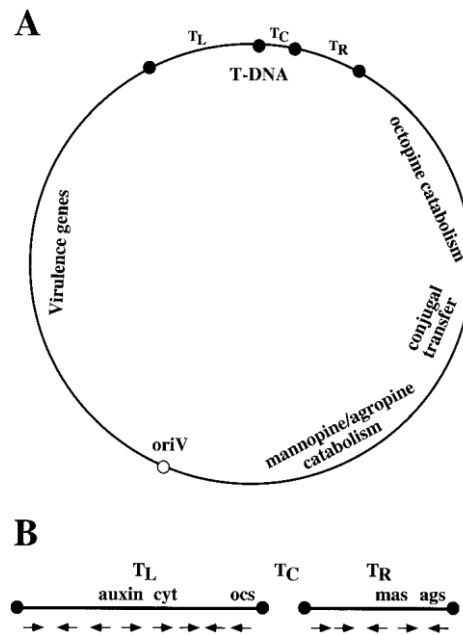 A
TL TC TR
T-DNA
octopine catabolism
Virulence genes
conjugal
transfer
mannopine/agropine
catabolism
oriV
B
TL TC TR
auxin cyt ocs mas ags